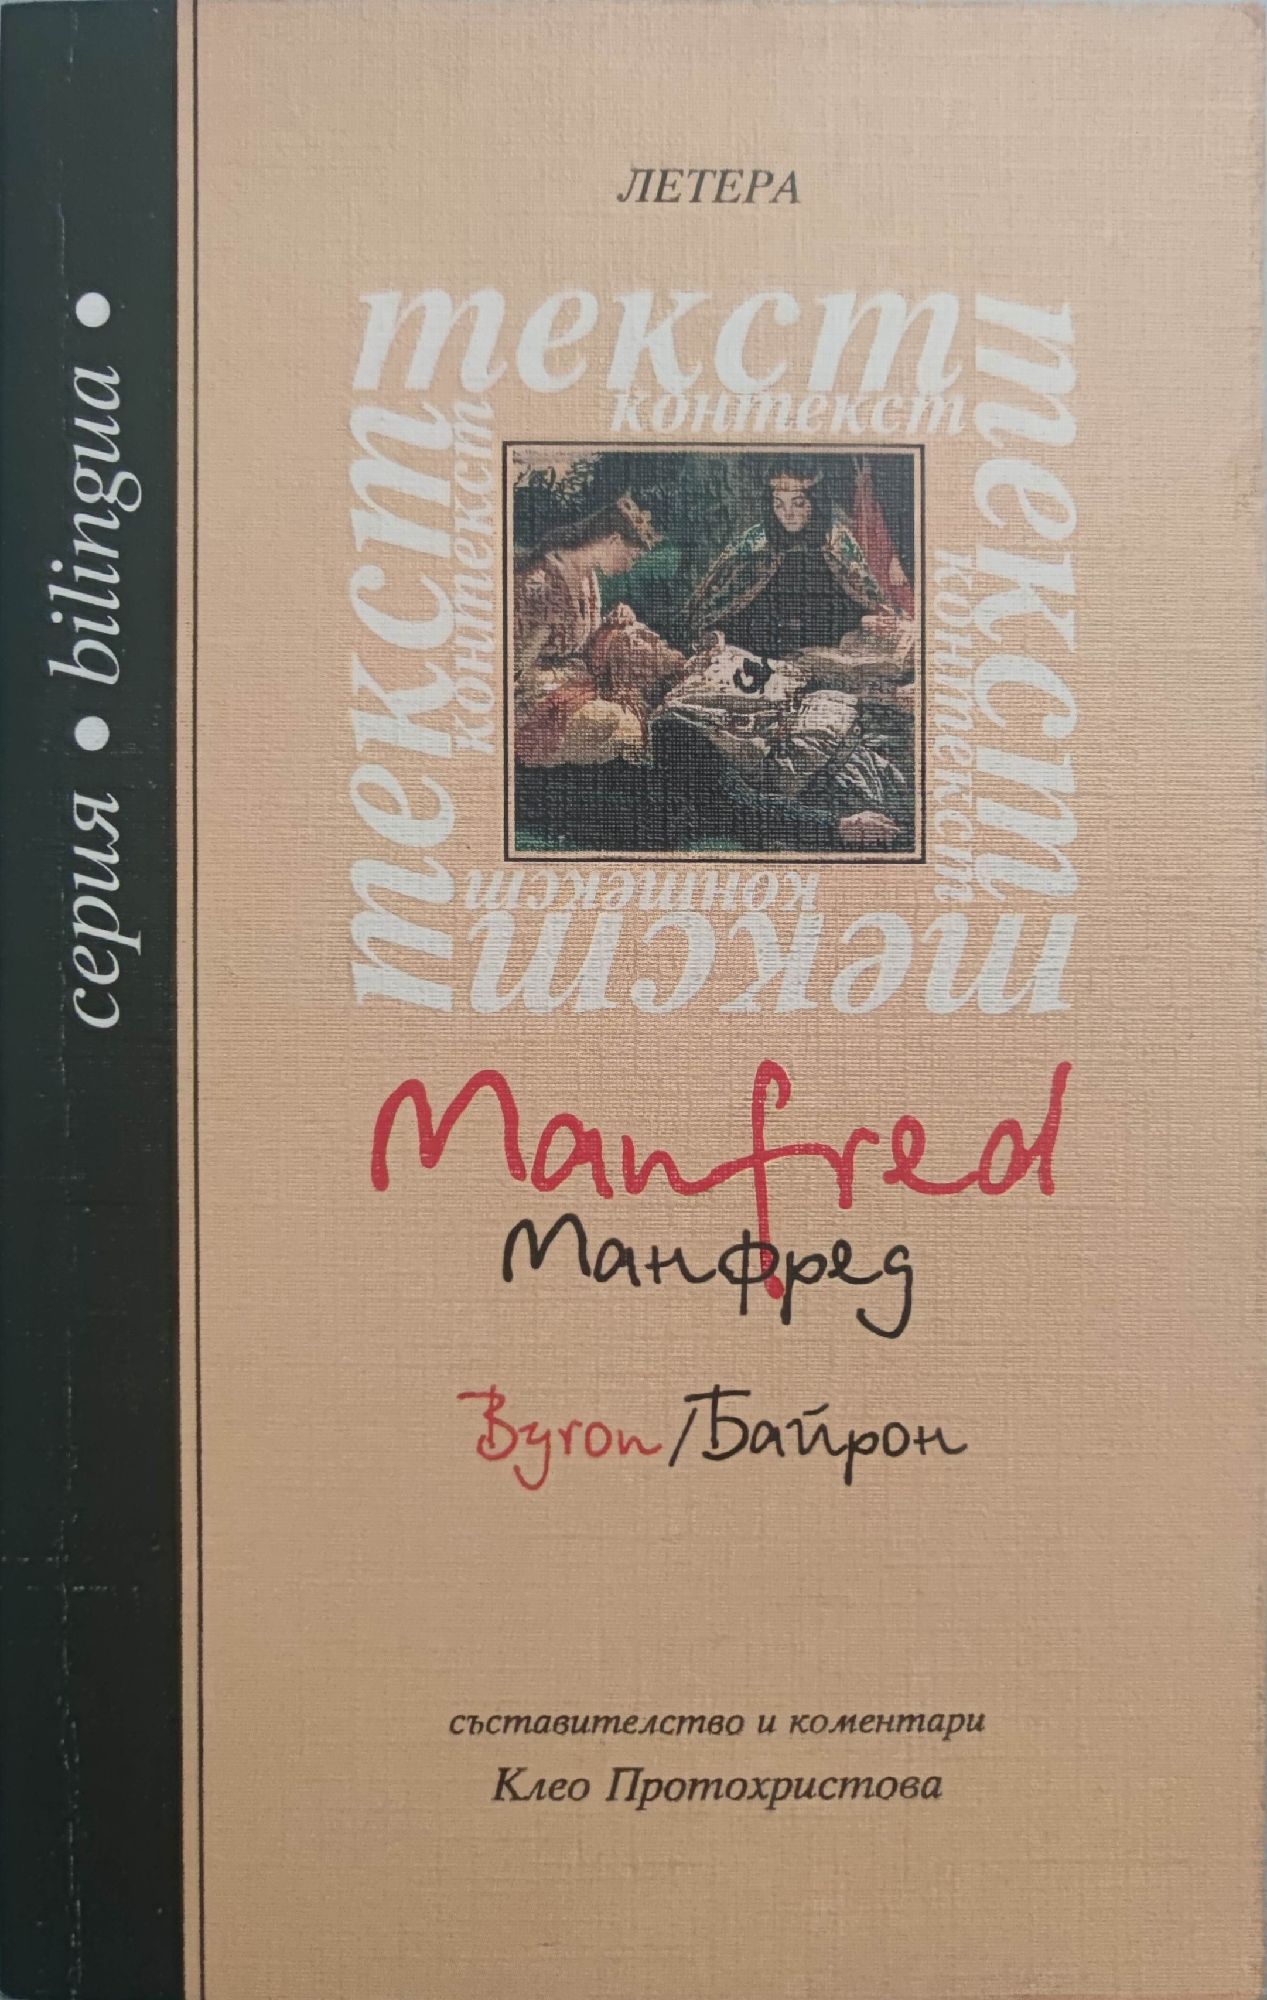 ЛЕТЕРА
текст
контекст
текст
контекст
текст
контекст
текст
контекст
серия • bilingua •
Manfred
Манфред
Byron/Байрон
съставителство и коментари
Клео Протохристова